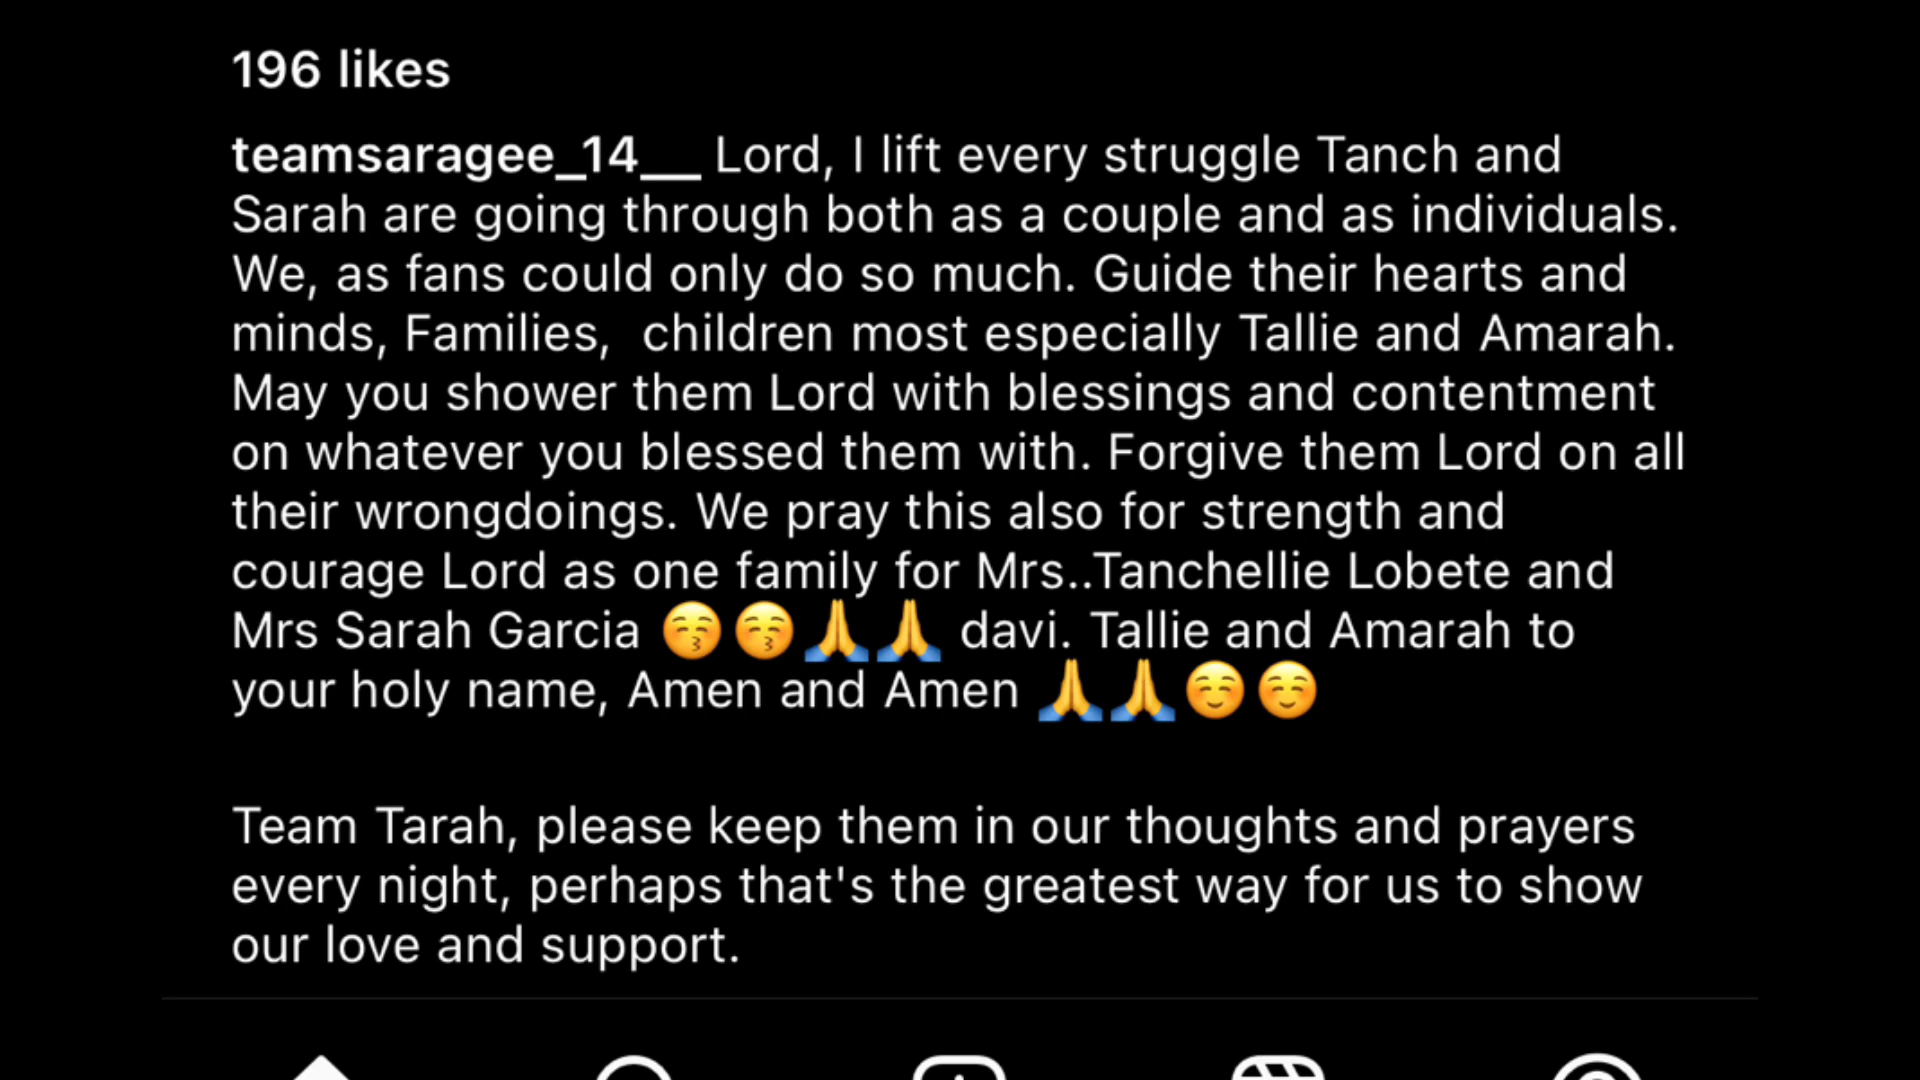 196 likes
teamsaragee_14__ Lord, I lift every struggle Tanch and
Sarah are going through both as a couple and as individuals.
We, as fans could only do so much. Guide their hearts and
minds, Families,  children most especially Tallie and Amarah.
May you shower them Lord with blessings and contentment
on whatever you blessed them with. Forgive them Lord on all
their wrongdoings. We pray this also for strength and
courage Lord as one family for Mrs..Tanchellie Lobete and
Mrs Sarah Garcia 😚😚🙏🙏 davi. Tallie and Amarah to
your holy name, Amen and Amen 🙏🙏☺️☺️
Team Tarah, please keep them in our thoughts and prayers
every night, perhaps that's the greatest way for us to show
our love and support.